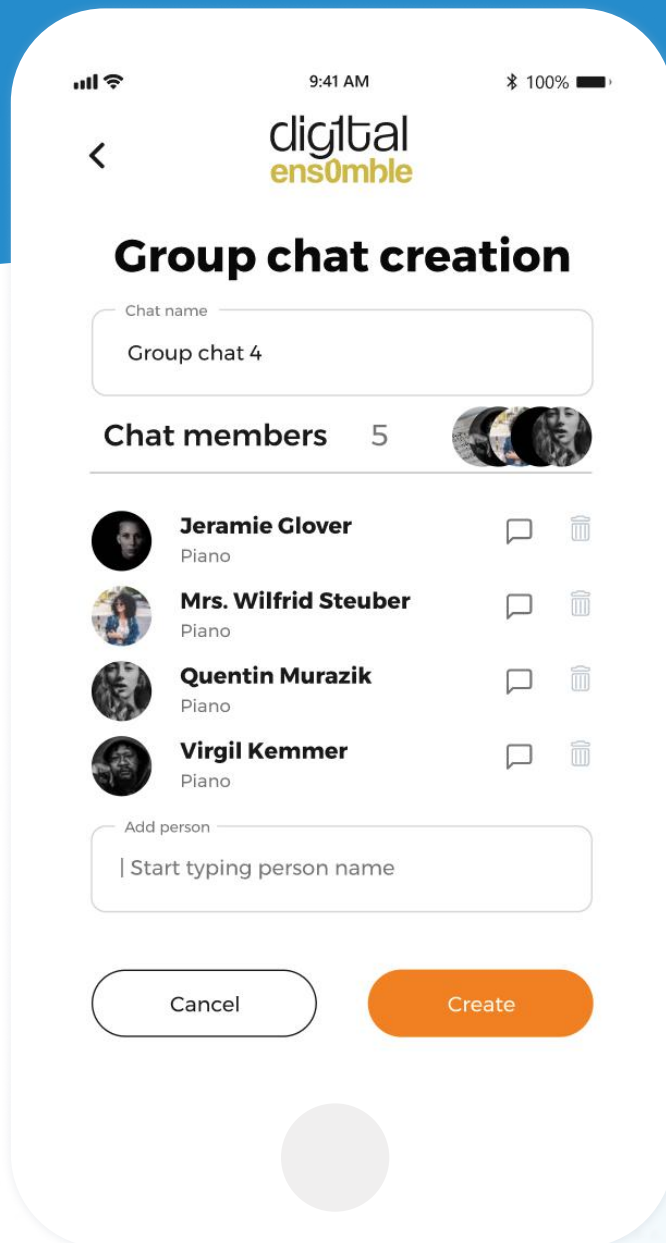 9:41 AM 100%
dig1tal
ens0mble
Group chat creation
Chat name
Group chat 4
Chat members 5
Jeramie Glover
Piano
Mrs. Wilfrid Steuber
Piano
Quentin Murazik
Piano
Virgil Kemmer
Piano
Add person
| Start typing person name
Cancel Create